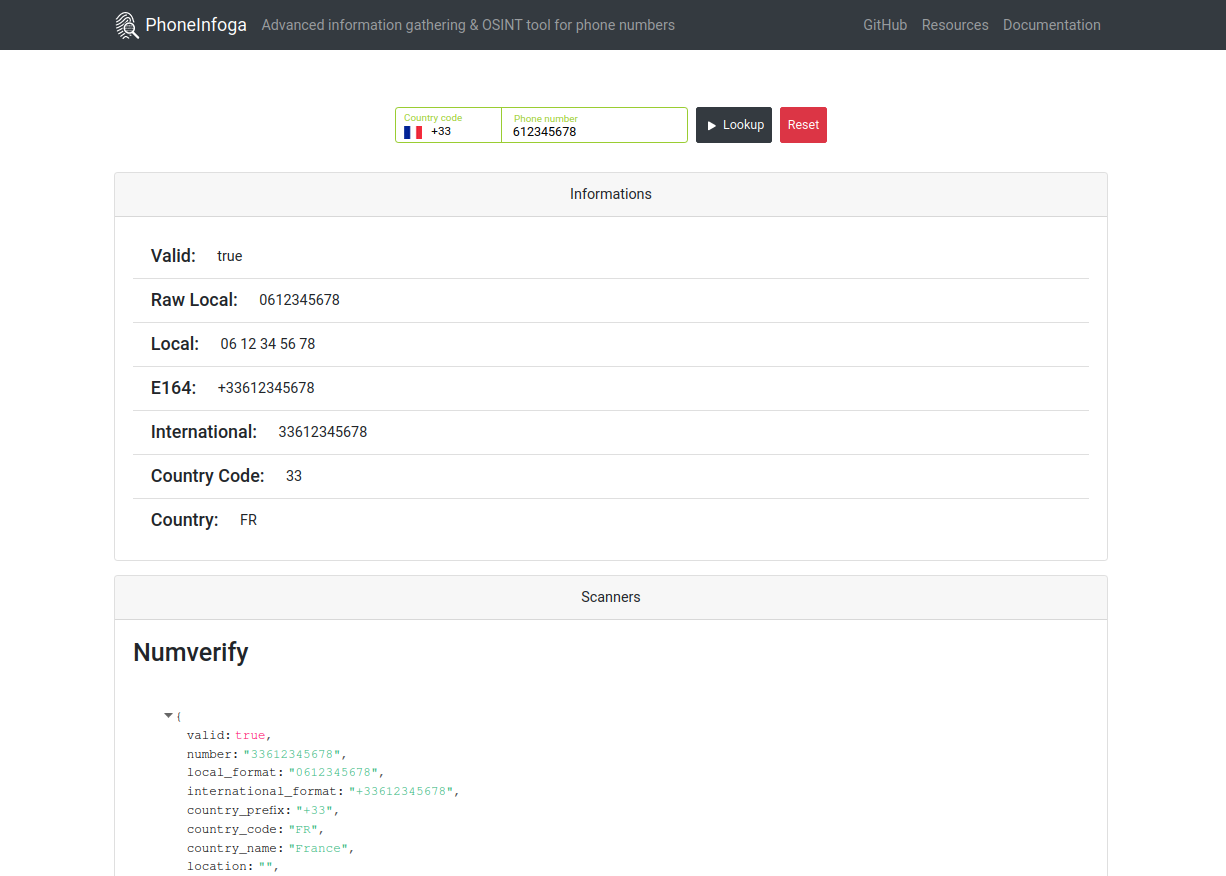 PhoneInfoga Advanced information gathering & OSINT tool for phone numbers GitHub Resources Documentation
Country code Phone number
+33 612345678 Lookup Reset
Informations
Valid: true
Raw Local: 0612345678
Local: 06 12 34 56 78
E164: +33612345678
International: 33612345678
Country Code: 33
Country: FR
Scanners
Numverify
{
valid: true,
number: "33612345678",
local_format: "0612345678",
international_format: "+33612345678",
country_prefix: "+33",
country_code: "FR",
country_name: "France",
location: "",